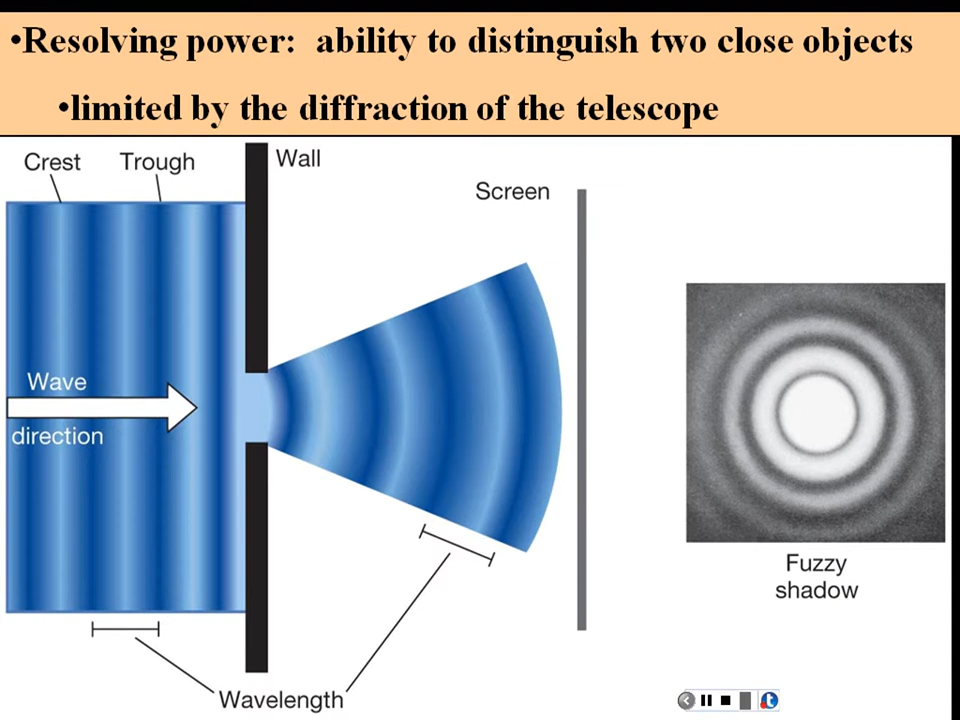 •Resolving power:  ability to distinguish two close objects
•limited by the diffraction of the telescope
Crest
Trough
Wall
Screen
Wave
direction
Fuzzy
shadow
Wavelength
t